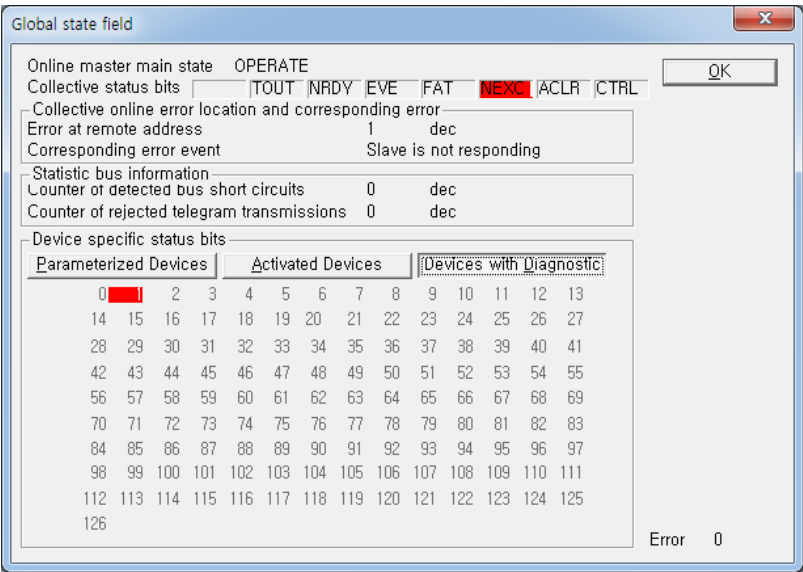 Global state field
Online master main state OPERATE
OK
Collective status bits TOUT NRDY EVE FAT NEXC ACLR CTRL
Collective online error location and corresponding error
Error at remote address 1 dec
Corresponding error event Slave is not responding
Statistic bus information
Counter of detected bus short circuits 0 dec
Counter of rejected telegram transmissions 0 dec
Device specific status bits
Parameterized Devices Activated Devices Devices with Diagnostic
0 1 2 3 4 5 6 7 8 9 10 11 12 13
14 15 16 17 18 19 20 21 22 23 24 25 26 27
28 29 30 31 32 33 34 35 36 37 38 39 40 41
42 43 44 45 46 47 48 49 50 51 52 53 54 55
56 57 58 59 60 61 62 63 64 65 66 67 68 69
70 71 72 73 74 75 76 77 78 79 80 81 82 83
84 85 86 87 88 89 90 91 92 93 94 95 96 97
98 99 100 101 102 103 104 105 106 107 108 109 110 111
112 113 114 115 116 117 118 119 120 121 122 123 124 125
126
Error 0